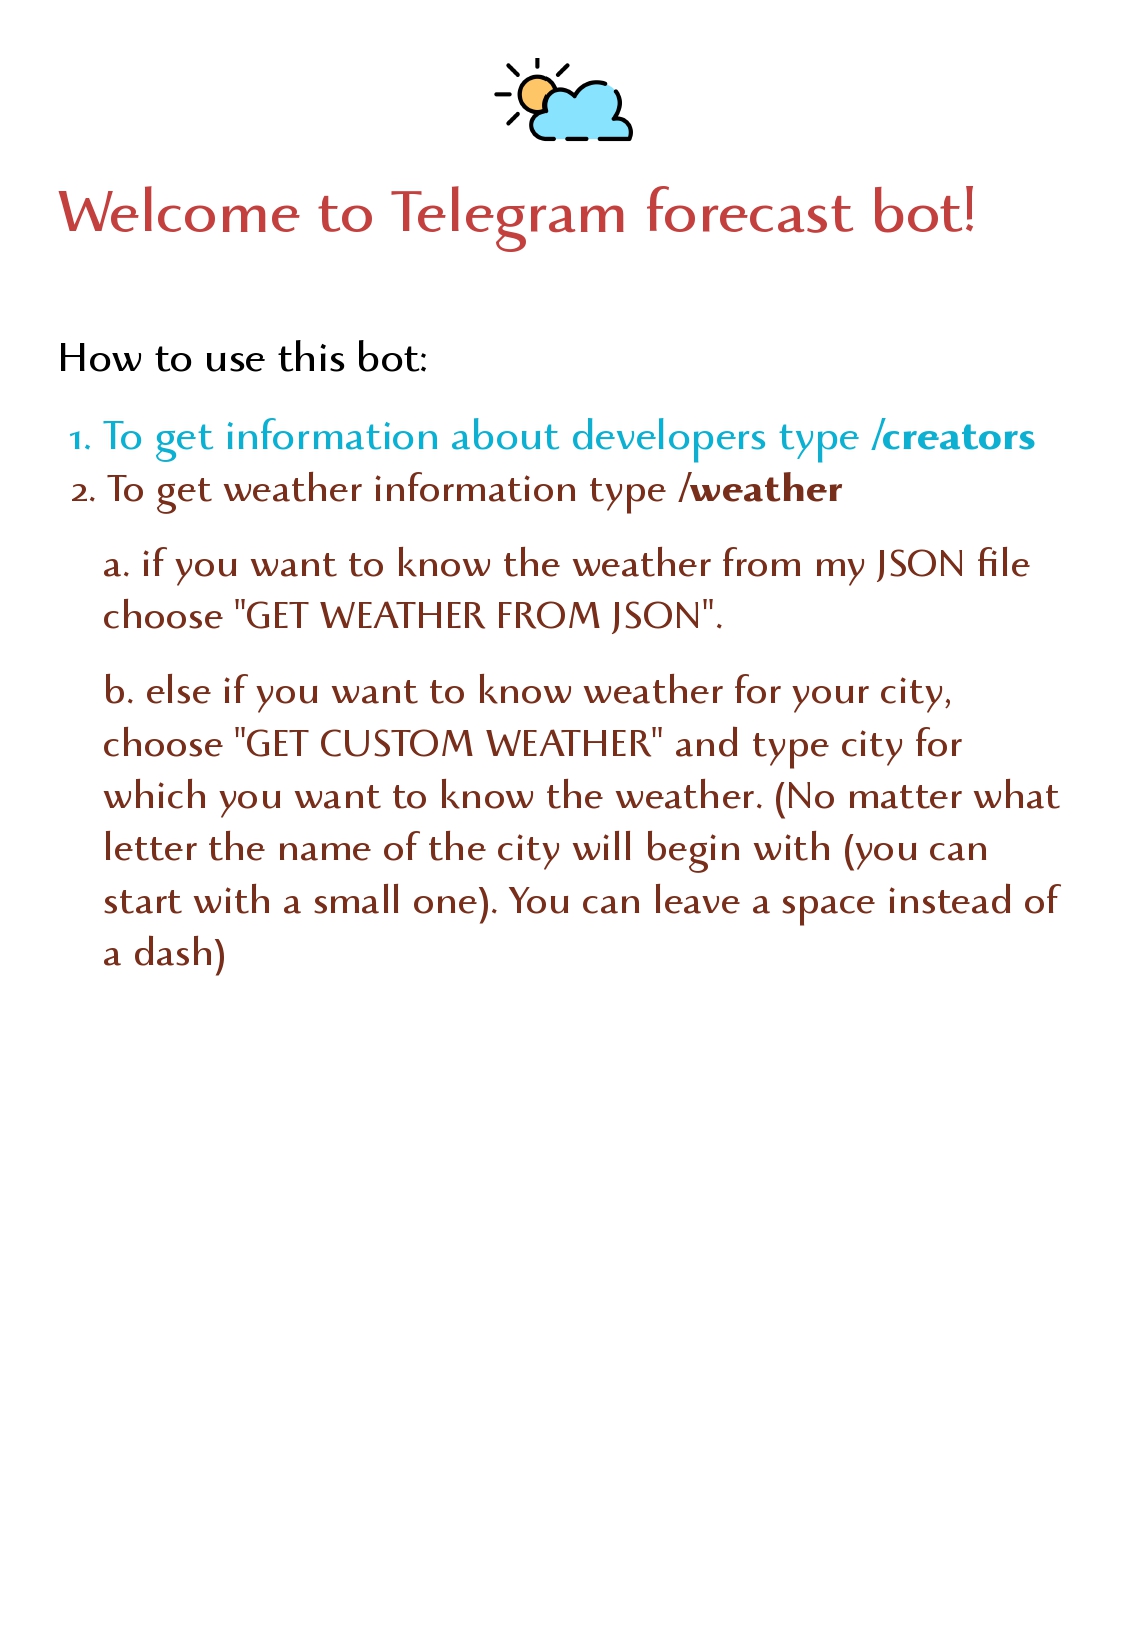 Welcome to Telegram forecast bot!
How to use this bot:
1. To get information about developers type /creators
2. To get weather information type /weather
a. if you want to know the weather from my JSON file
choose "GET WEATHER FROM JSON".
b. else if you want to know weather for your city,
choose "GET CUSTOM WEATHER" and type city for
which you want to know the weather. (No matter what
letter the name of the city will begin with (you can
start with a small one). You can leave a space instead of
a dash)